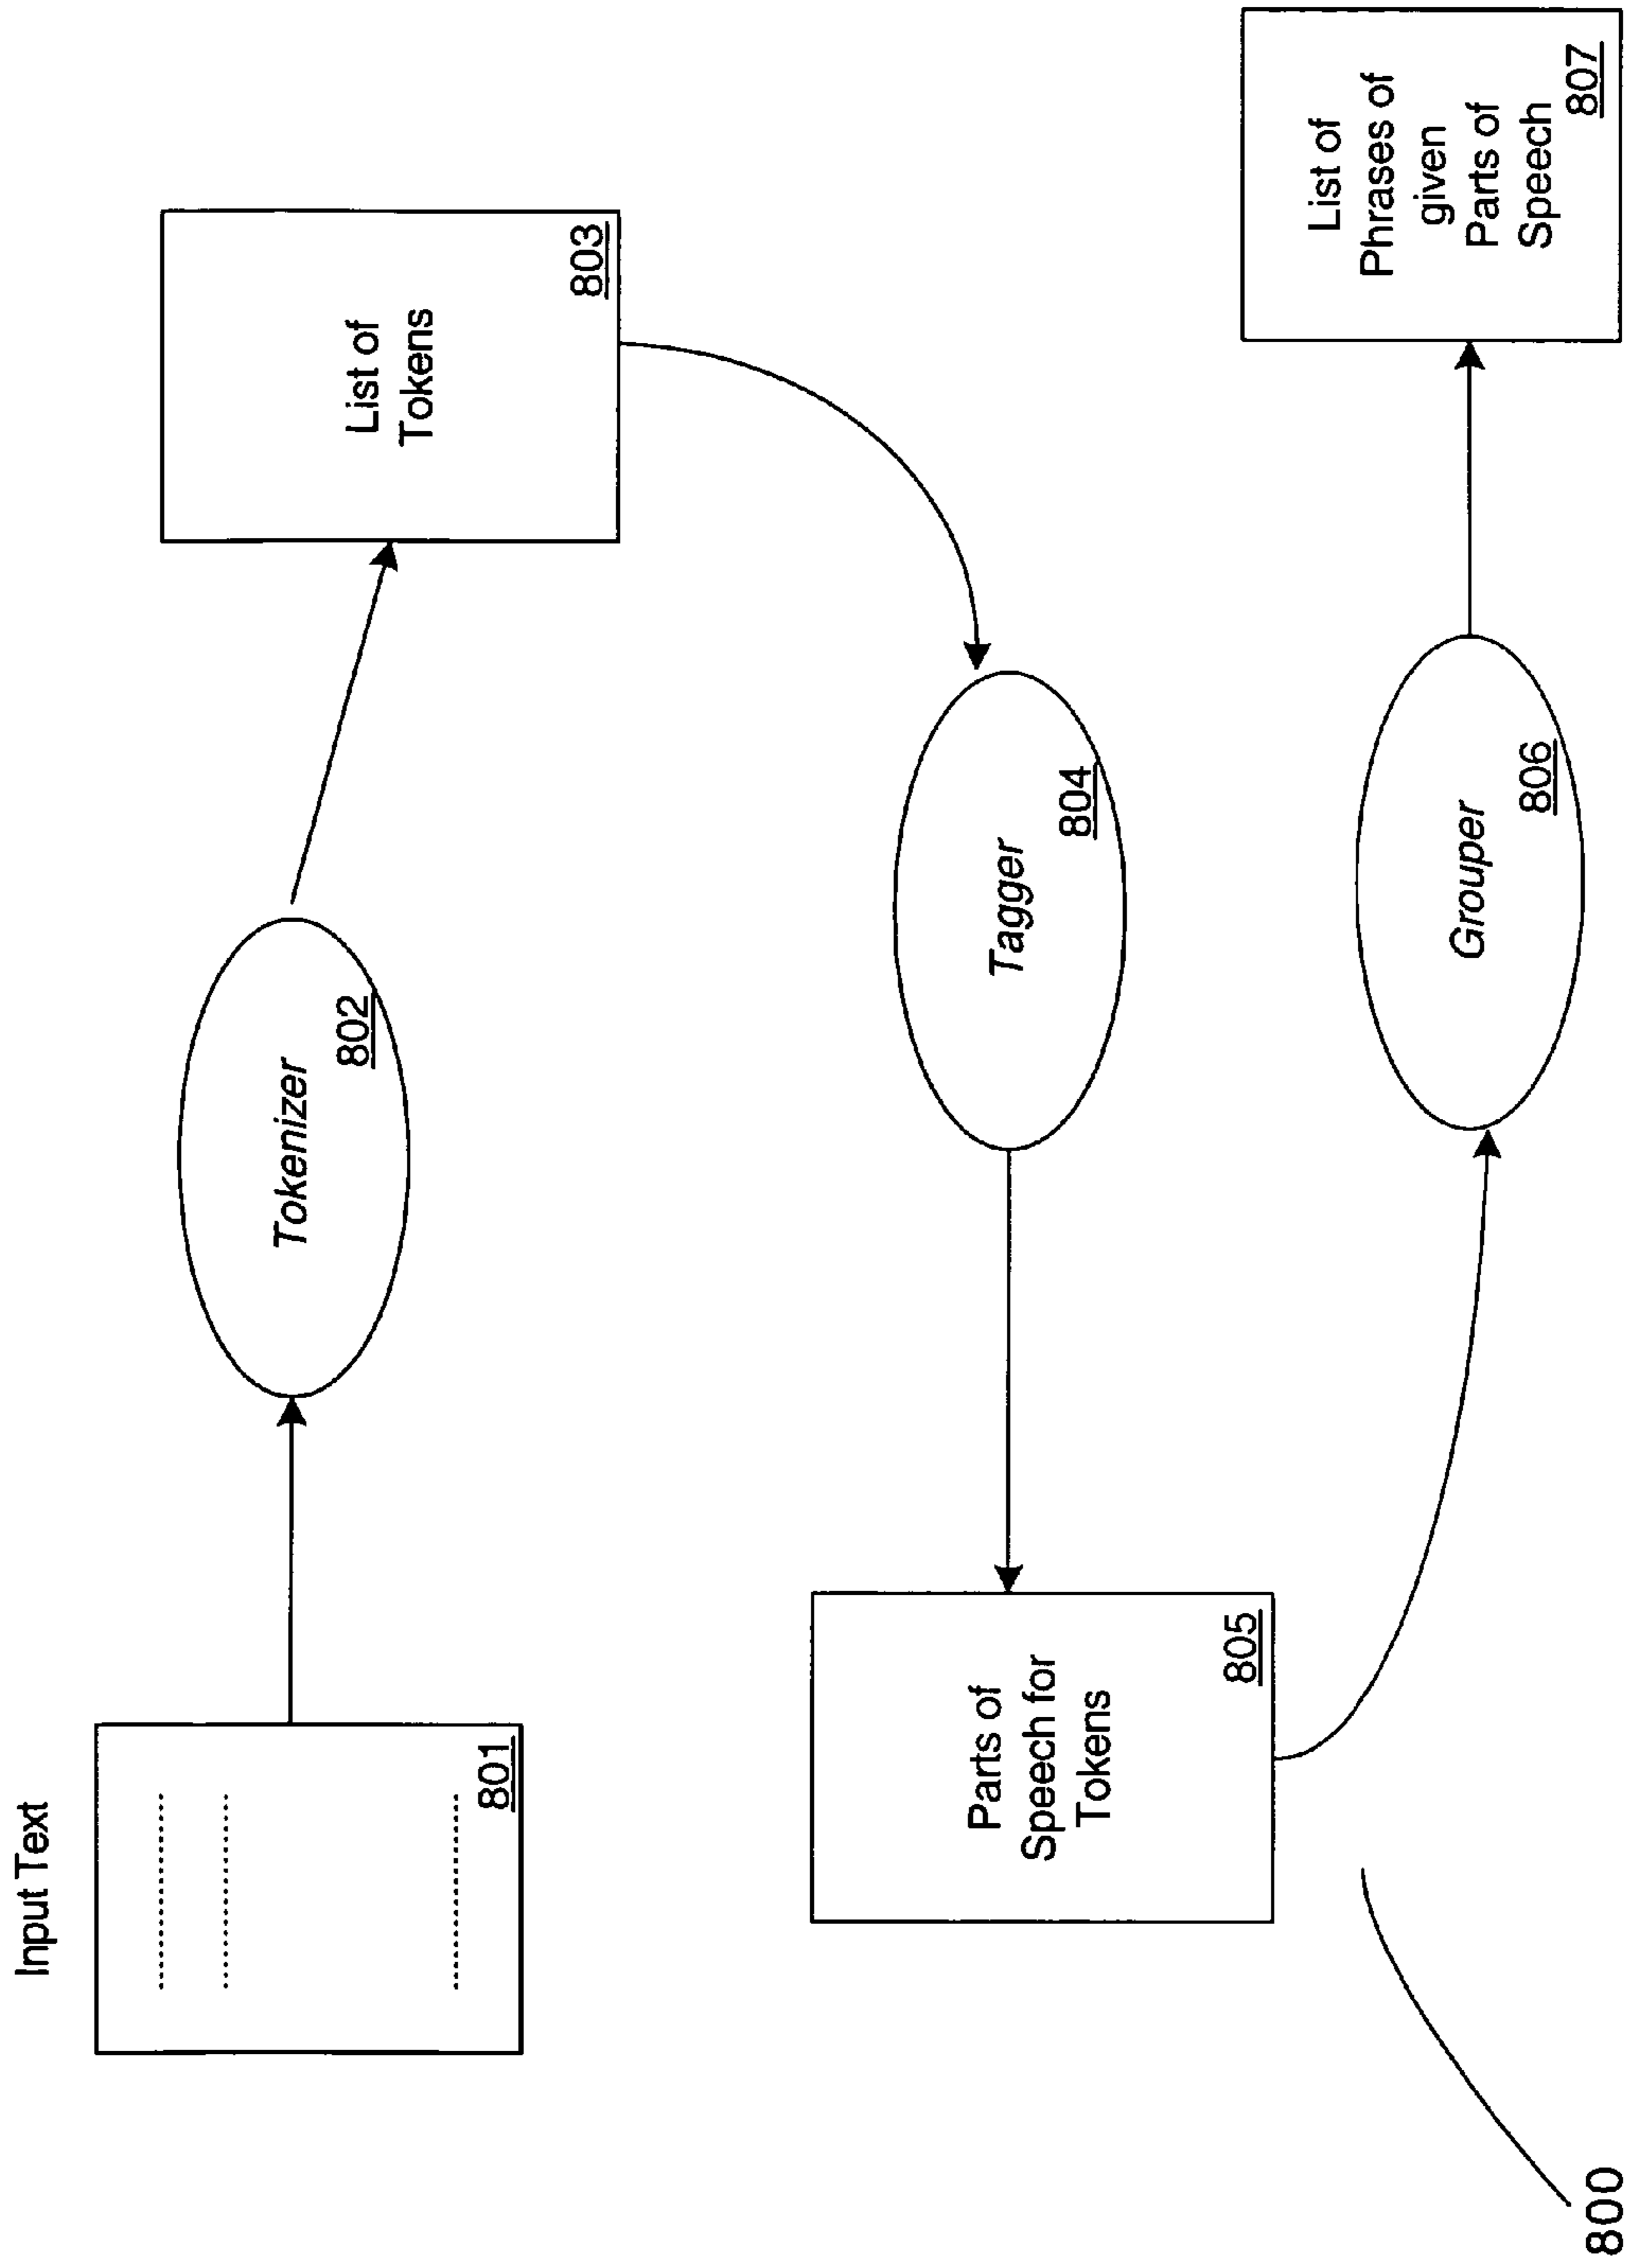 Input Text
801
Tokenizer
802
List of
Tokens
803
Tagger
804
Parts of
Speech for
Tokens
805
Grouper
806
List of
Phrases of
given
Parts of
Speech
807
800